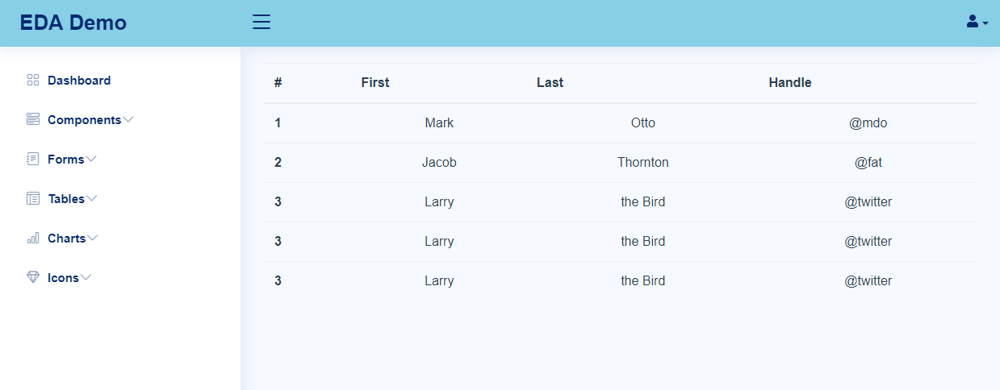 EDA Demo
Dashboard
Components
Forms
Tables
Charts
Icons
# First Last Handle
1 Mark Otto @mdo
2 Jacob Thornton @fat
3 Larry the Bird @twitter
3 Larry the Bird @twitter
3 Larry the Bird @twitter